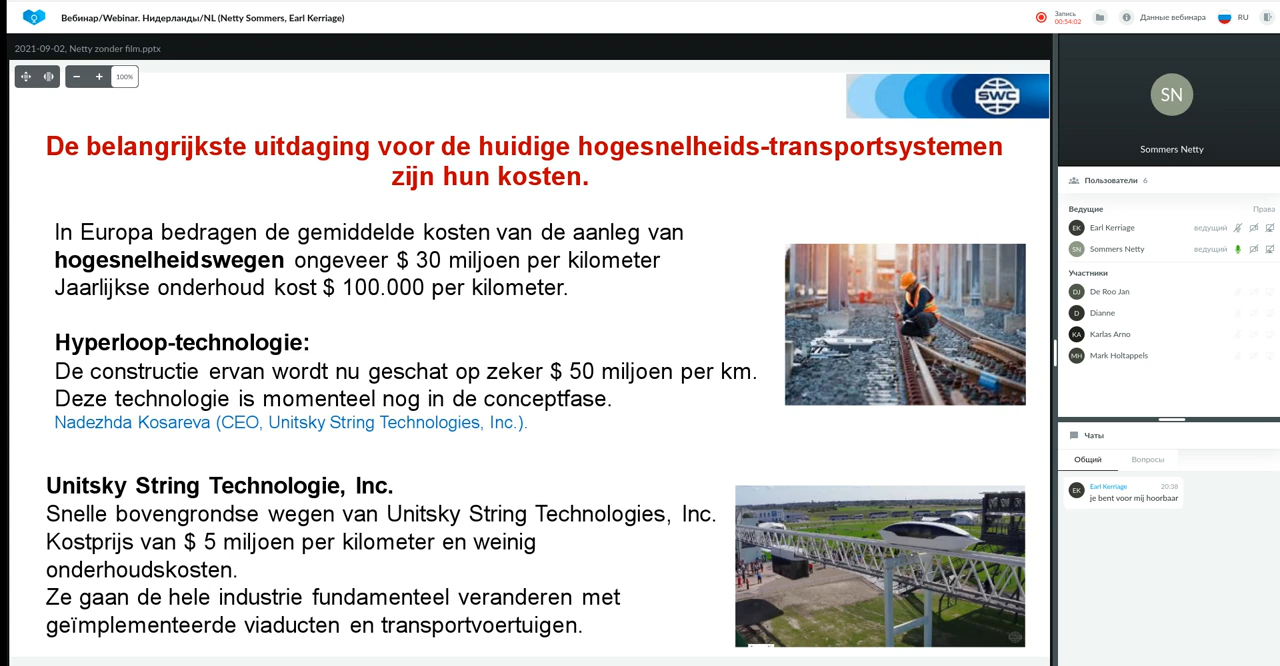 Вебинар/Webinar. Нидерланды/NL (Netty Sommers, Earl Kerriage)
Запись
00:54:02
Данные вебинара
RU
2021-09-02, Netty zonder film.pptx
100%
SWC
De belangrijkste uitdaging voor de huidige hogesnelheids-transportsystemen
zijn hun kosten.
In Europa bedragen de gemiddelde kosten van de aanleg van
hogesnelheidswegen ongeveer $ 30 miljoen per kilometer
Jaarlijkse onderhoud kost $ 100.000 per kilometer.
Hyperloop-technologie:
De constructie ervan wordt nu geschat op zeker $ 50 miljoen per km.
Deze technologie is momenteel nog in de conceptfase.
Nadezhda Kosareva (CEO, Unitsky String Technologies, Inc.).
Unitsky String Technologie, Inc.
Snelle bovengrondse wegen van Unitsky String Technologies, Inc.
Kostprijs van $ 5 miljoen per kilometer en weinig
onderhoudskosten.
Ze gaan de hele industrie fundamenteel veranderen met
geïmplementeerde viaducten en transportvoertuigen.
SN
Sommers Netty
Пользователи 6
Ведущие Права
EK Earl Kerriage ведущий
SN Sommers Netty ведущий
Участники
DJ De Roo Jan
D Dianne
KA Karlas Arno
MH Mark Holtappels
Чаты
Общий Вопросы
EK Earl Kerriage 20:38
je bent voor mij hoorbaar